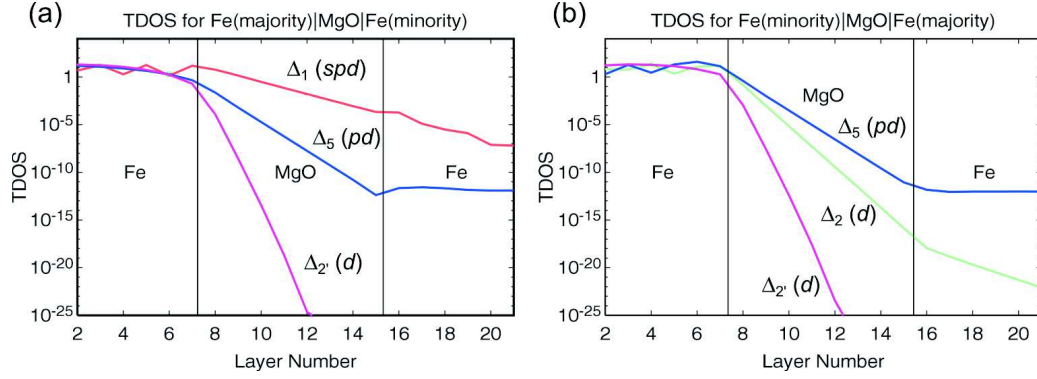 (a)
TDOS for Fe(majority)|MgO|Fe(minority)
TDOS
1
10-5
10-10
10-15
10-20
10-25
Δ1 (spd)
Δ5 (pd)
Fe
MgO
Fe
Δ2' (d)
2 4 6 8 10 12 14 16 18 20
Layer Number
(b)
TDOS for Fe(minority)|MgO|Fe(minority)
TDOS
1
10-5
10-10
10-15
10-20
10-25
MgO
Δ5 (pd)
Fe
Fe
Δ2 (d)
Δ2' (d)
2 4 6 8 10 12 14 16 18 20
Layer Number